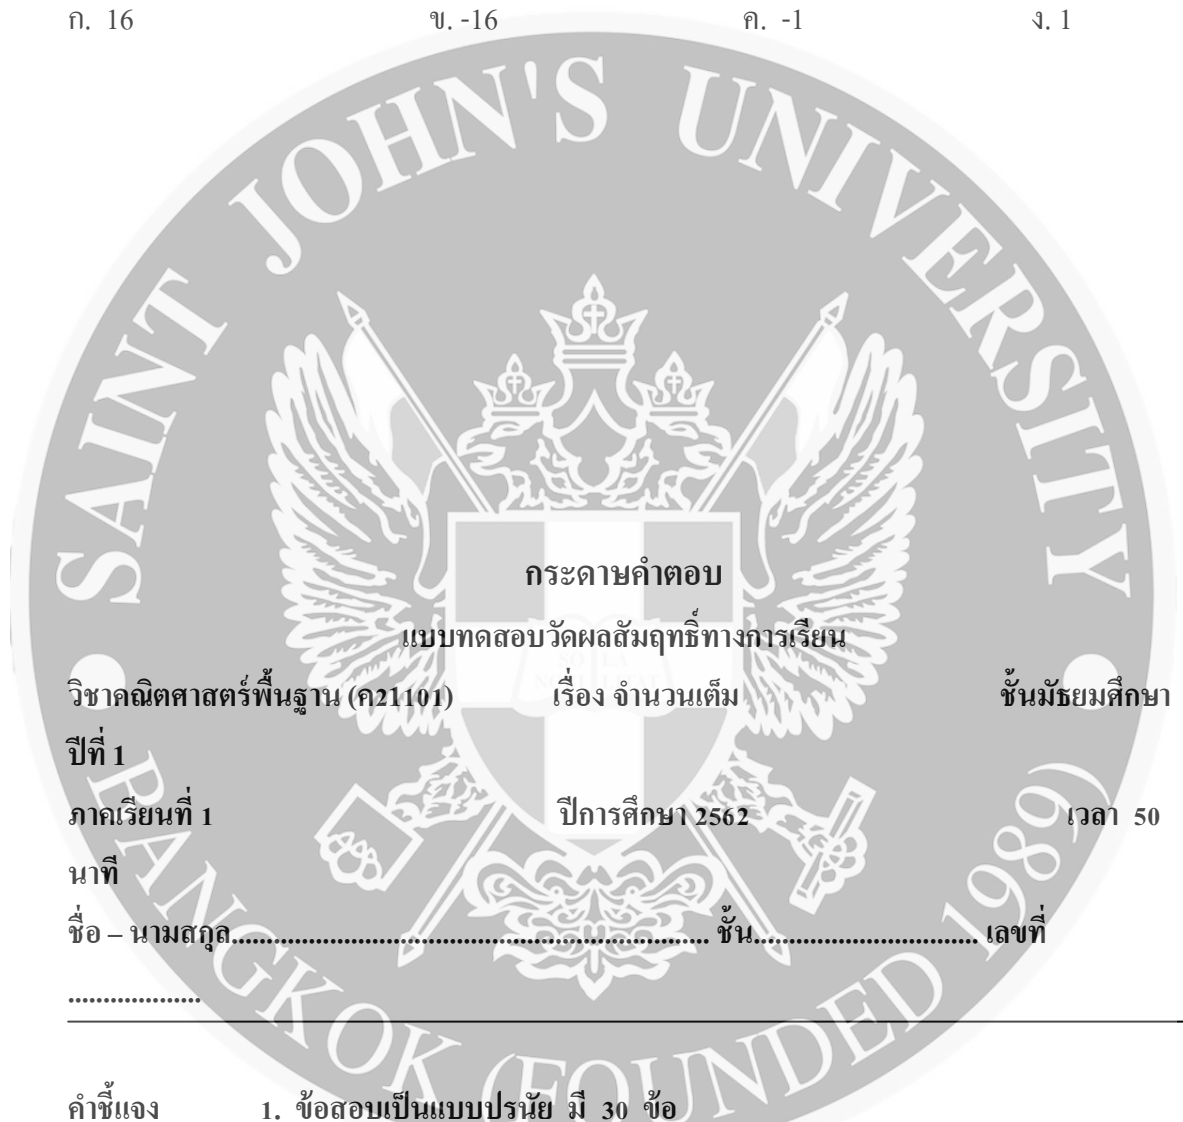 ก. 16 ข. -16 ค. -1 ง. 1
SAINT JOHN'S UNIVERSITY
กระดาษคำตอบ
แบบทดสอบวัดผลสัมฤทธิ์ทางการเรียน
วิชาคณิตศาสตร์พื้นฐาน (ค21101) เรื่อง จำนวนเต็ม ชั้นมัธยมศึกษา
ปีที่ 1
ภาคเรียนที่ 1 ปีการศึกษา 2562 เวลา 50
นาที
ชื่อ – นามสกุล.................................................................... ชั้น................................ เลขที่
...................
BANGKOK (FOUNDED 1989)
คำชี้แจง 1. ข้อสอบเป็นแบบปรนัย มี 30 ข้อ